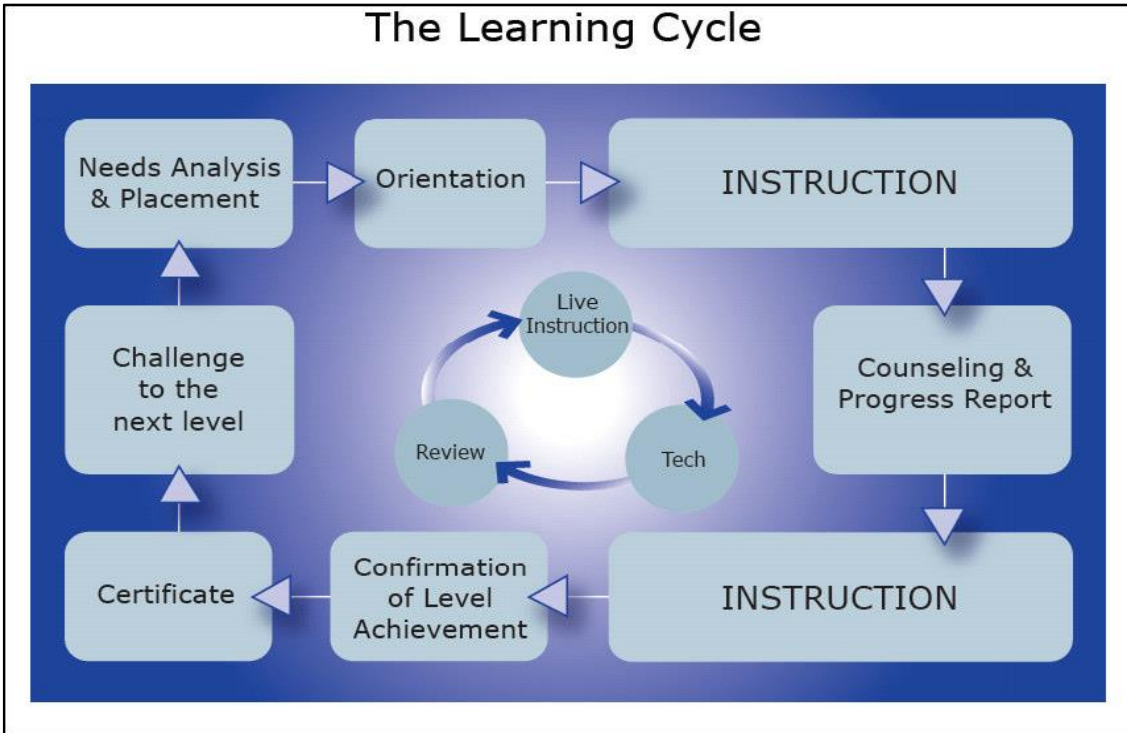 The Learning Cycle
Needs Analysis
& Placement
Orientation
INSTRUCTION
Counseling &
Progress Report
INSTRUCTION
Confirmation
of Level
Achievement
Certificate
Challenge
to the
next level
Live
Instruction
Tech
Review